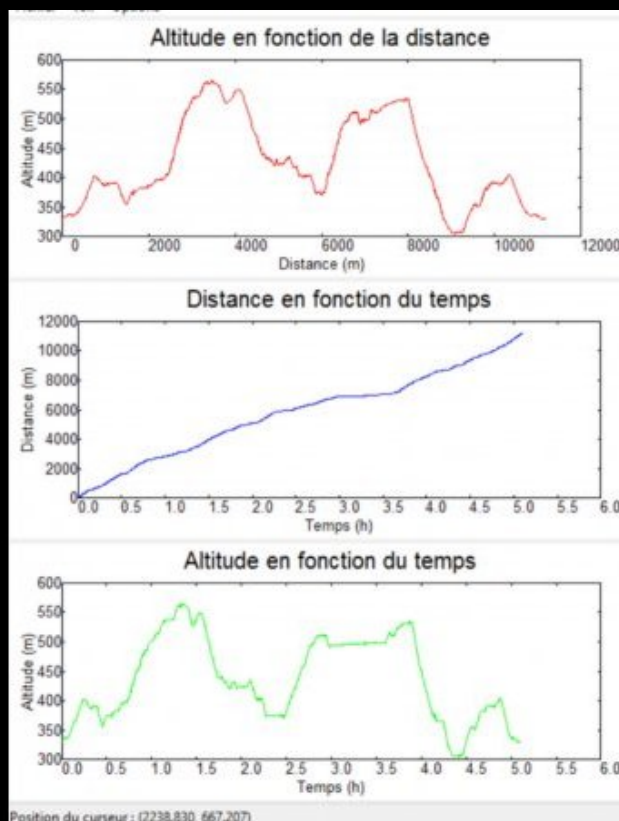 Altitude en fonction de la distance
600
550
500
450
400
350
300
Altitude (m)
0 2000 4000 6000 8000 10000 12000
Distance (m)
Distance en fonction du temps
12000
10000
8000
6000
4000
2000
0
Distance (m)
0.0 0.5 1.0 1.5 2.0 2.5 3.0 3.5 4.0 4.5 5.0 5.5 6.0
Temps (h)
Altitude en fonction du temps
600
550
500
450
400
350
300
Altitude (m)
0.0 0.5 1.0 1.5 2.0 2.5 3.0 3.5 4.0 4.5 5.0 5.5 6.0
Temps (h)
Position du curseur : (2238.830, 667.207)